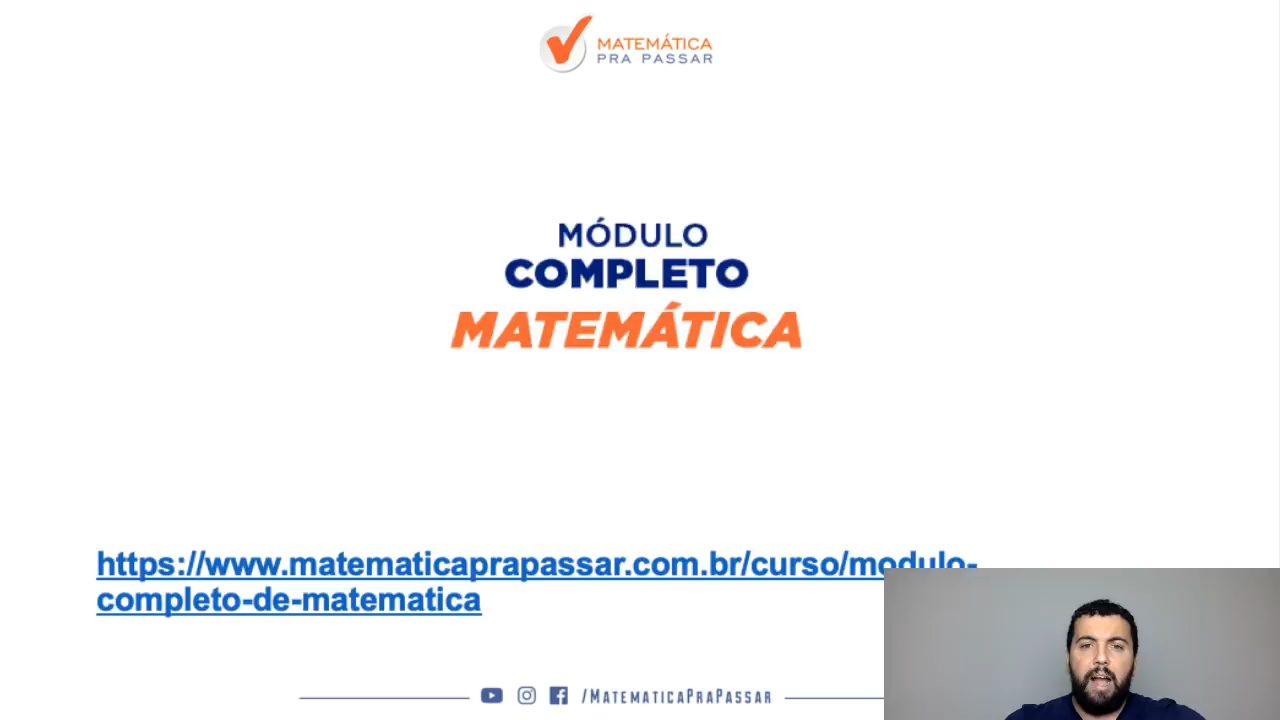 MATEMÁTICA
PRA PASSAR
MÓDULO
COMPLETO
MATEMÁTICA
https://www.matematicaprapassar.com.br/curso/modulo-
completo-de-matematica
/MATEMATICAPRAPASSAR